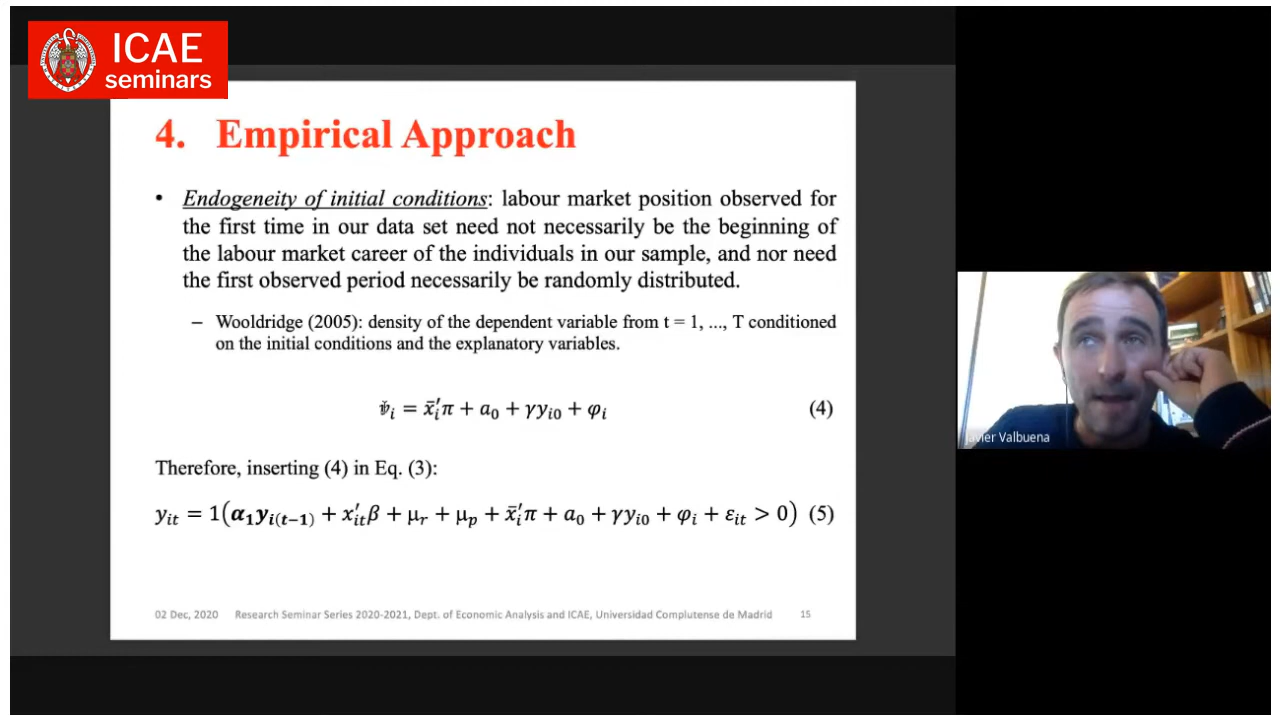 ICAE
seminars
4. Empirical Approach
• Endogeneity of initial conditions: labour market position observed for
the first time in our data set need not necessarily be the beginning of
the labour market career of the individuals in our sample, and nor need
the first observed period necessarily be randomly distributed.
– Wooldridge (2005): density of the dependent variable from t = 1, ..., T conditioned
on the initial conditions and the explanatory variables.
𝑣𝑖 = x̄′ᵢπ + a₀ + γyᵢ₀ + φᵢ (4)
Therefore, inserting (4) in Eq. (3):
yᵢₜ = 1(α₁yᵢ₍ₜ₋₁₎ + x′ᵢₜβ + μᵣ + μₚ + x̄′ᵢπ + a₀ + γyᵢ₀ + φᵢ + εᵢₜ > 0) (5)
02 Dec, 2020 Research Seminar Series 2020-2021, Dept. of Economic Analysis and ICAE, Universidad Complutense de Madrid 15
Javier Valbuena